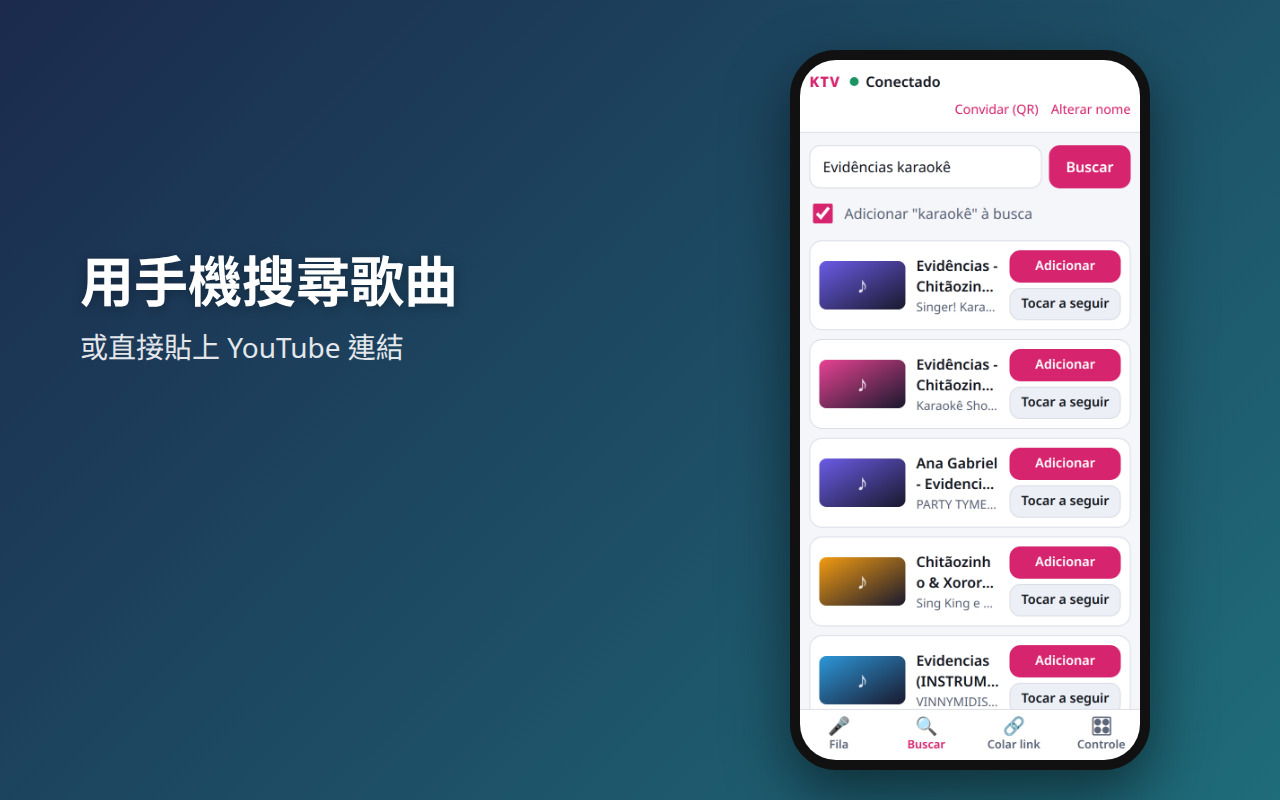 用手機搜尋歌曲
或直接貼上 YouTube 連結
KTV Conectado
Convidar (QR) Alterar nome
Evidências karaokê Buscar
Adicionar "karaokê" à busca
Evidências -
Chitãozin...
Singer! Kara...
Adicionar
Tocar a seguir
Evidências -
Chitãozin...
Karaokê Sho...
Adicionar
Tocar a seguir
Ana Gabriel
- Evidenci...
PARTY TYME...
Adicionar
Tocar a seguir
Chitãozinh
o & Xoror...
Sing King e ...
Adicionar
Tocar a seguir
Evidencias
(INSTRUM...
VINNYMIDIS...
Adicionar
Tocar a seguir
Fila Buscar Colar link Controle